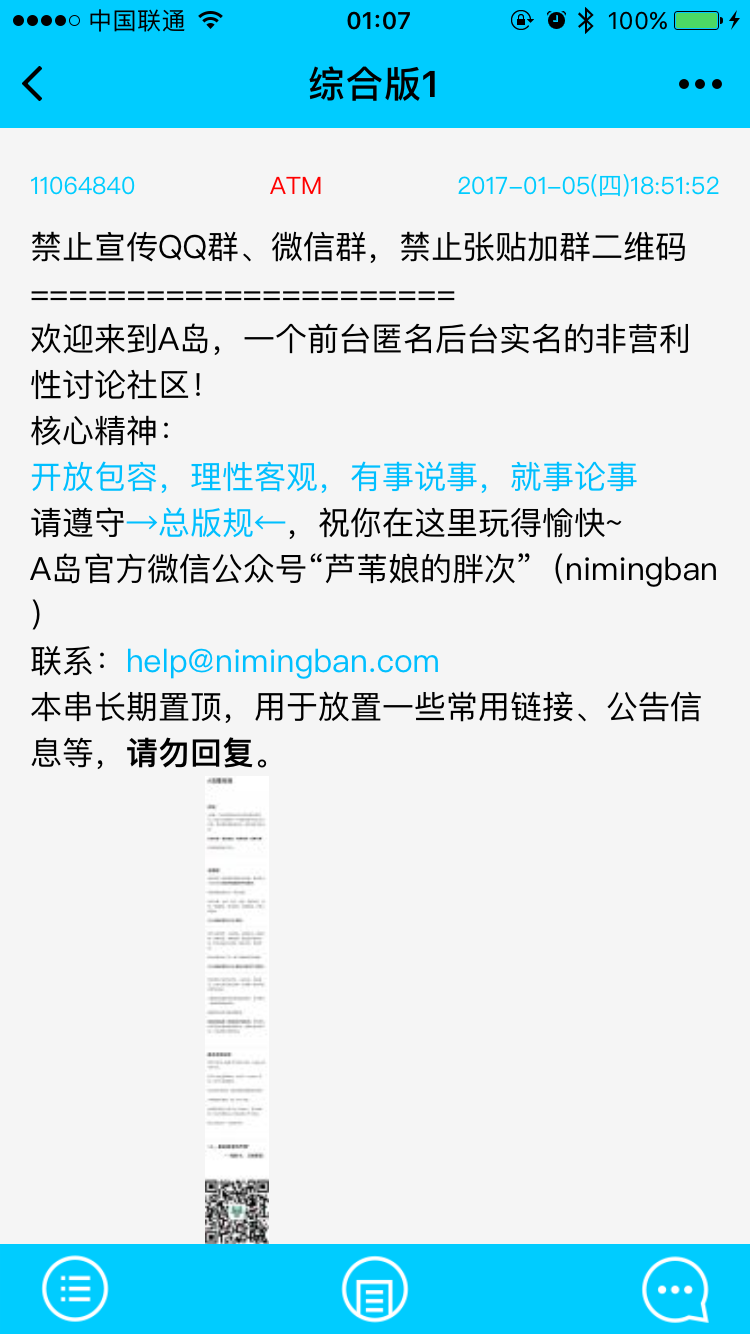 中国联通 01:07 100%
综合版1
11064840 ATM 2017-01-05(四)18:51:52
禁止宣传QQ群、微信群，禁止张贴加群二维码
======================
欢迎来到A岛，一个前台匿名后台实名的非营利
性讨论社区！
核心精神：
开放包容，理性客观，有事说事，就事论事
请遵守→总版规←，祝你在这里玩得愉快~
A岛官方微信公众号“芦苇娘的胖次”（nimingban
）
联系：help@nimingban.com
本串长期置顶，用于放置一些常用链接、公告信
息等，请勿回复。